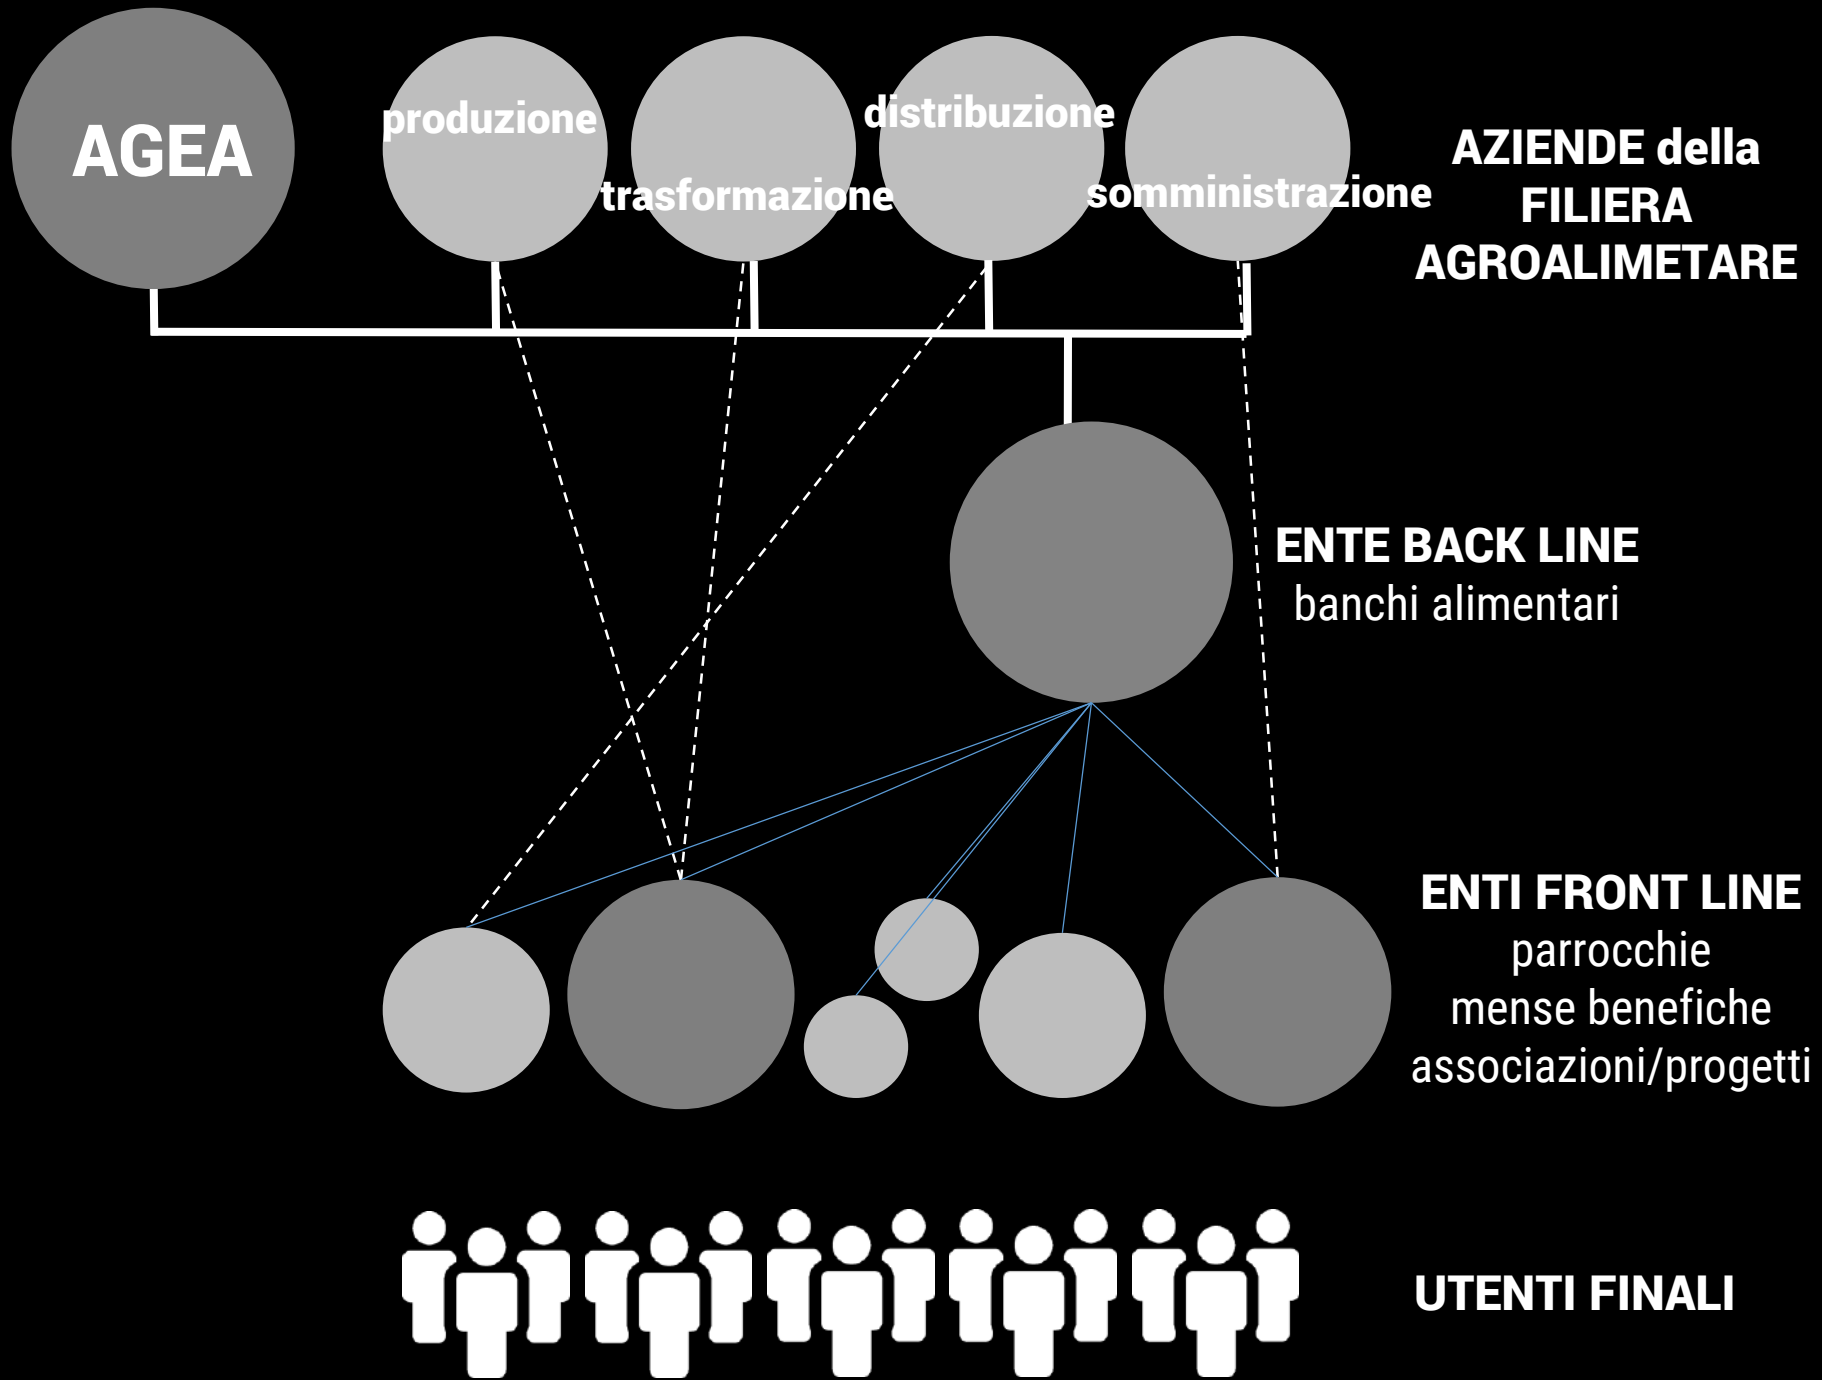 AGEA
produzione
trasformazione
distribuzione
somministrazione
AZIENDE della
FILIERA
AGROALIMETARE
ENTE BACK LINE
banchi alimentari
ENTI FRONT LINE
parrocchie
mense benefiche
associazioni/progetti
UTENTI FINALI